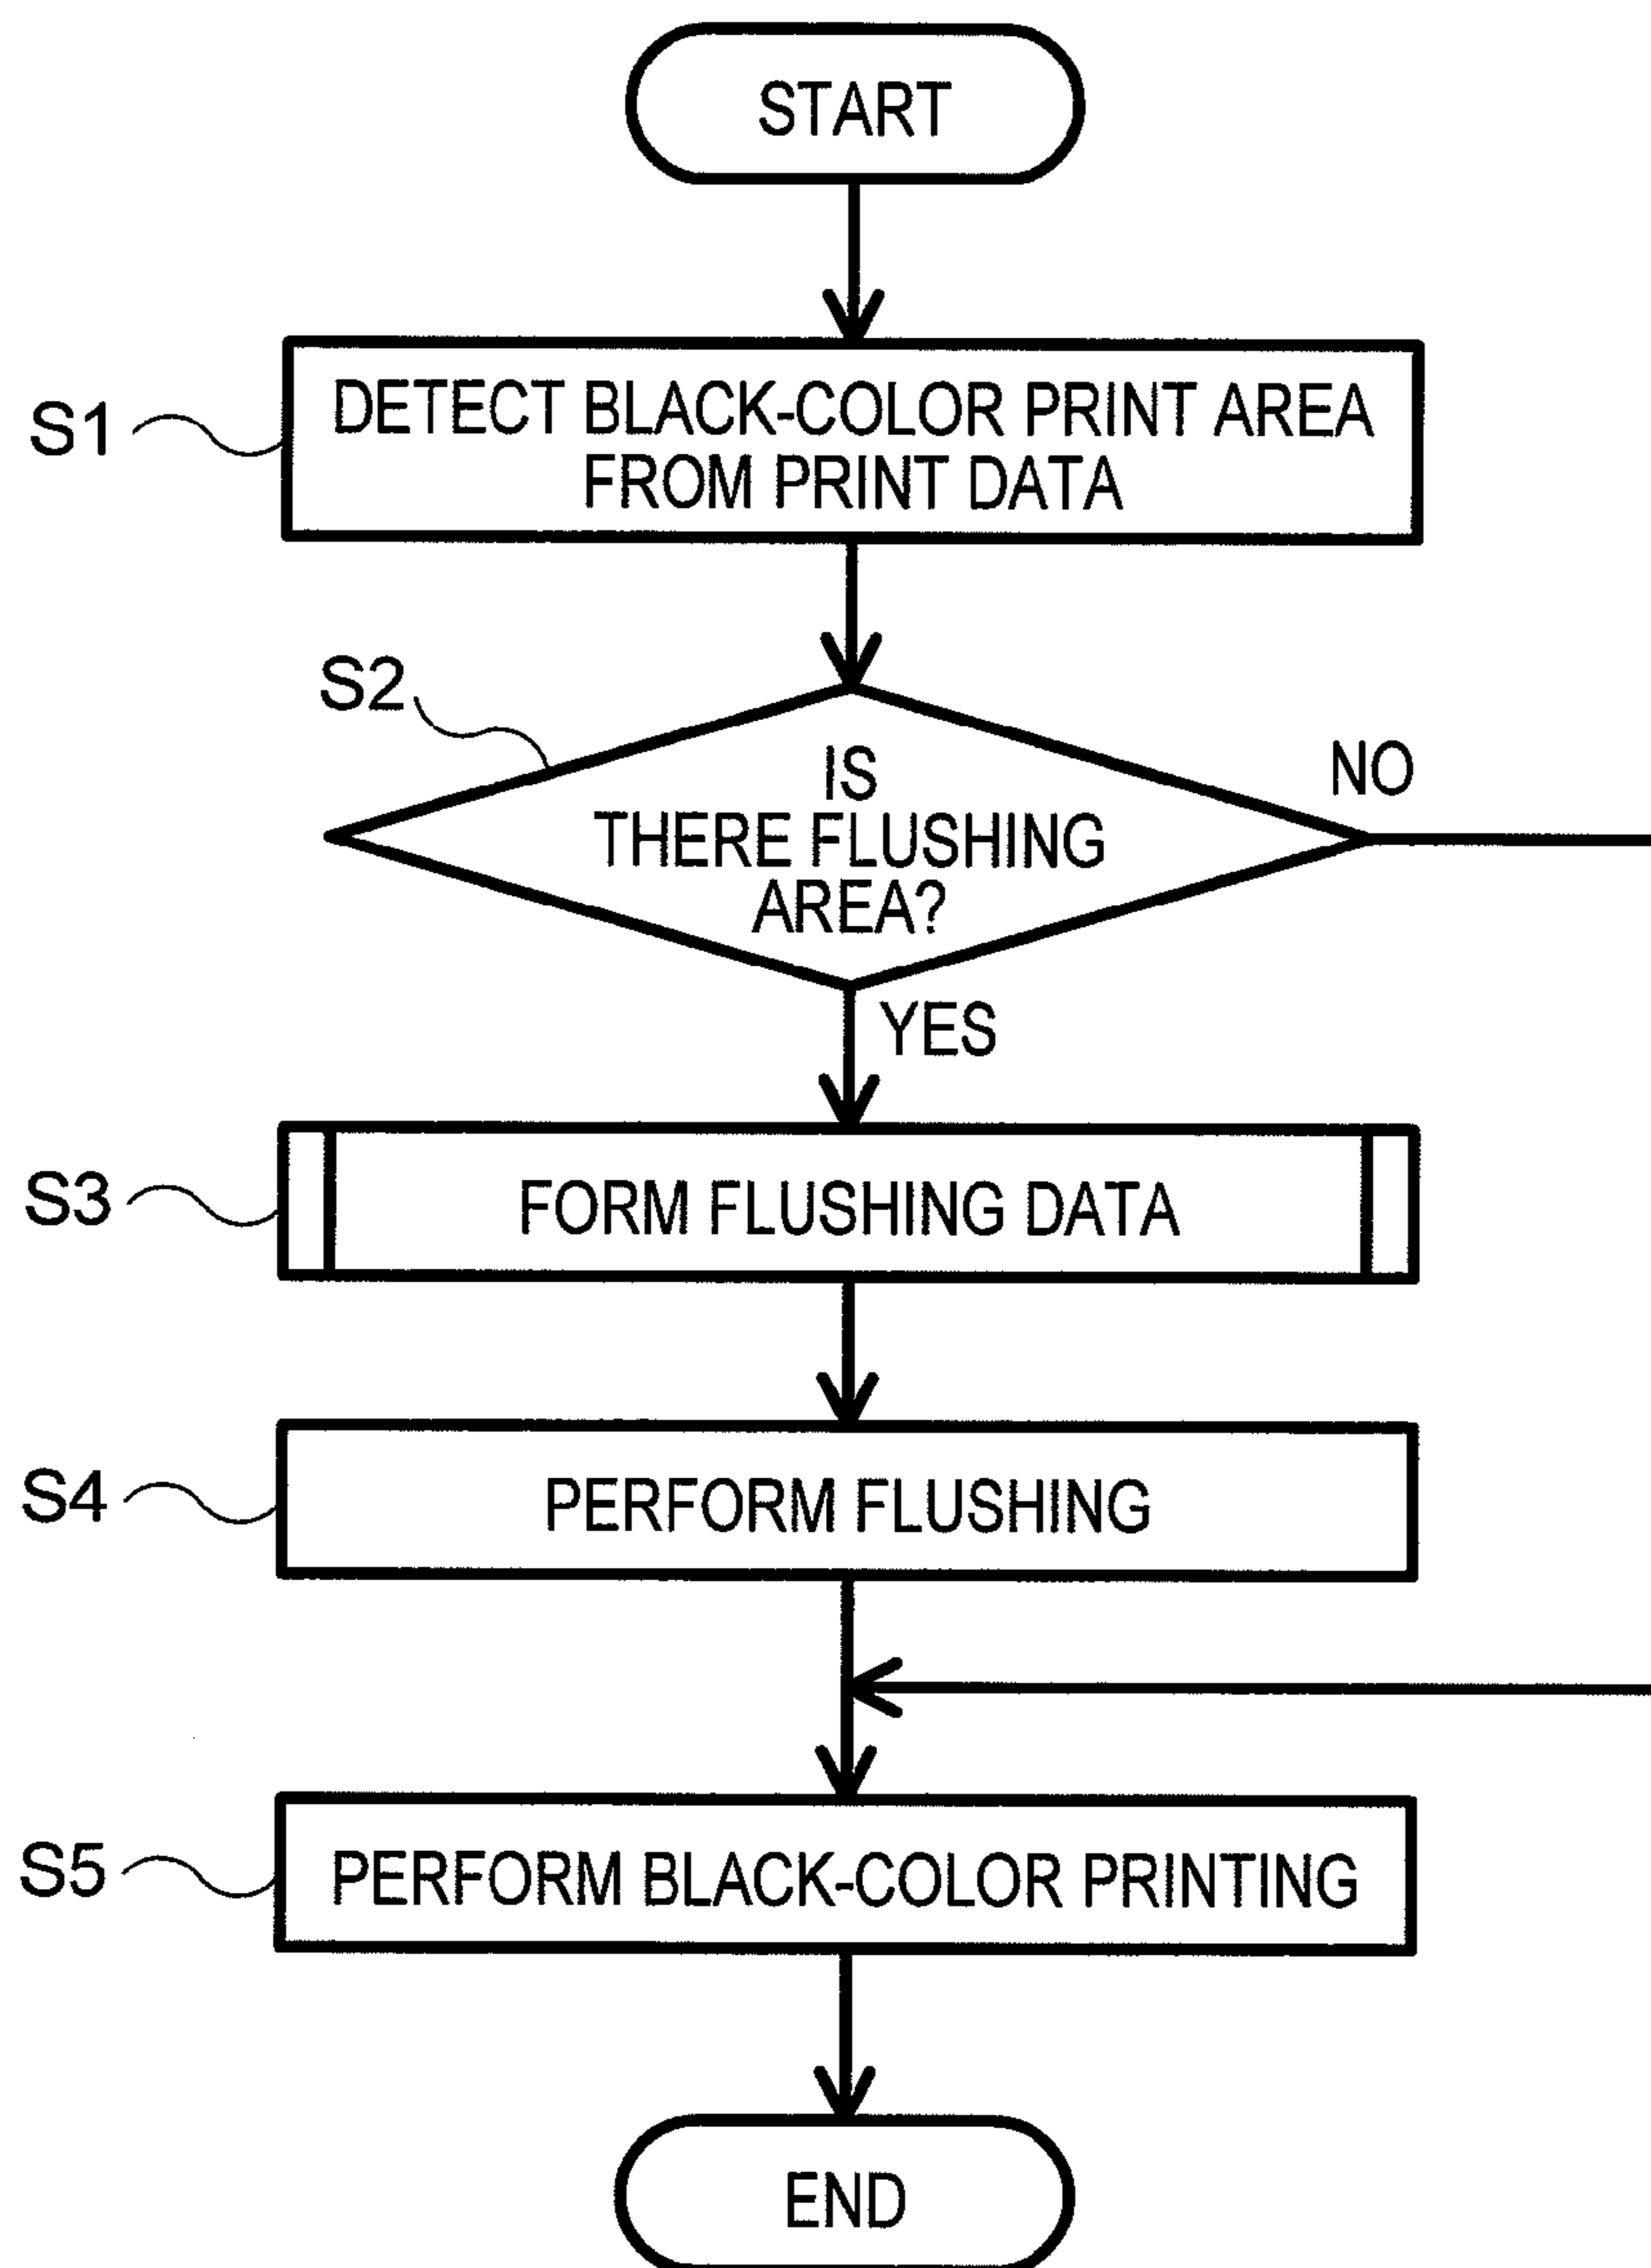 START
S1
DETECT BLACK-COLOR PRINT AREA
FROM PRINT DATA
S2
IS
THERE FLUSHING
AREA?
NO
YES
S3
FORM FLUSHING DATA
S4
PERFORM FLUSHING
S5
PERFORM BLACK-COLOR PRINTING
END